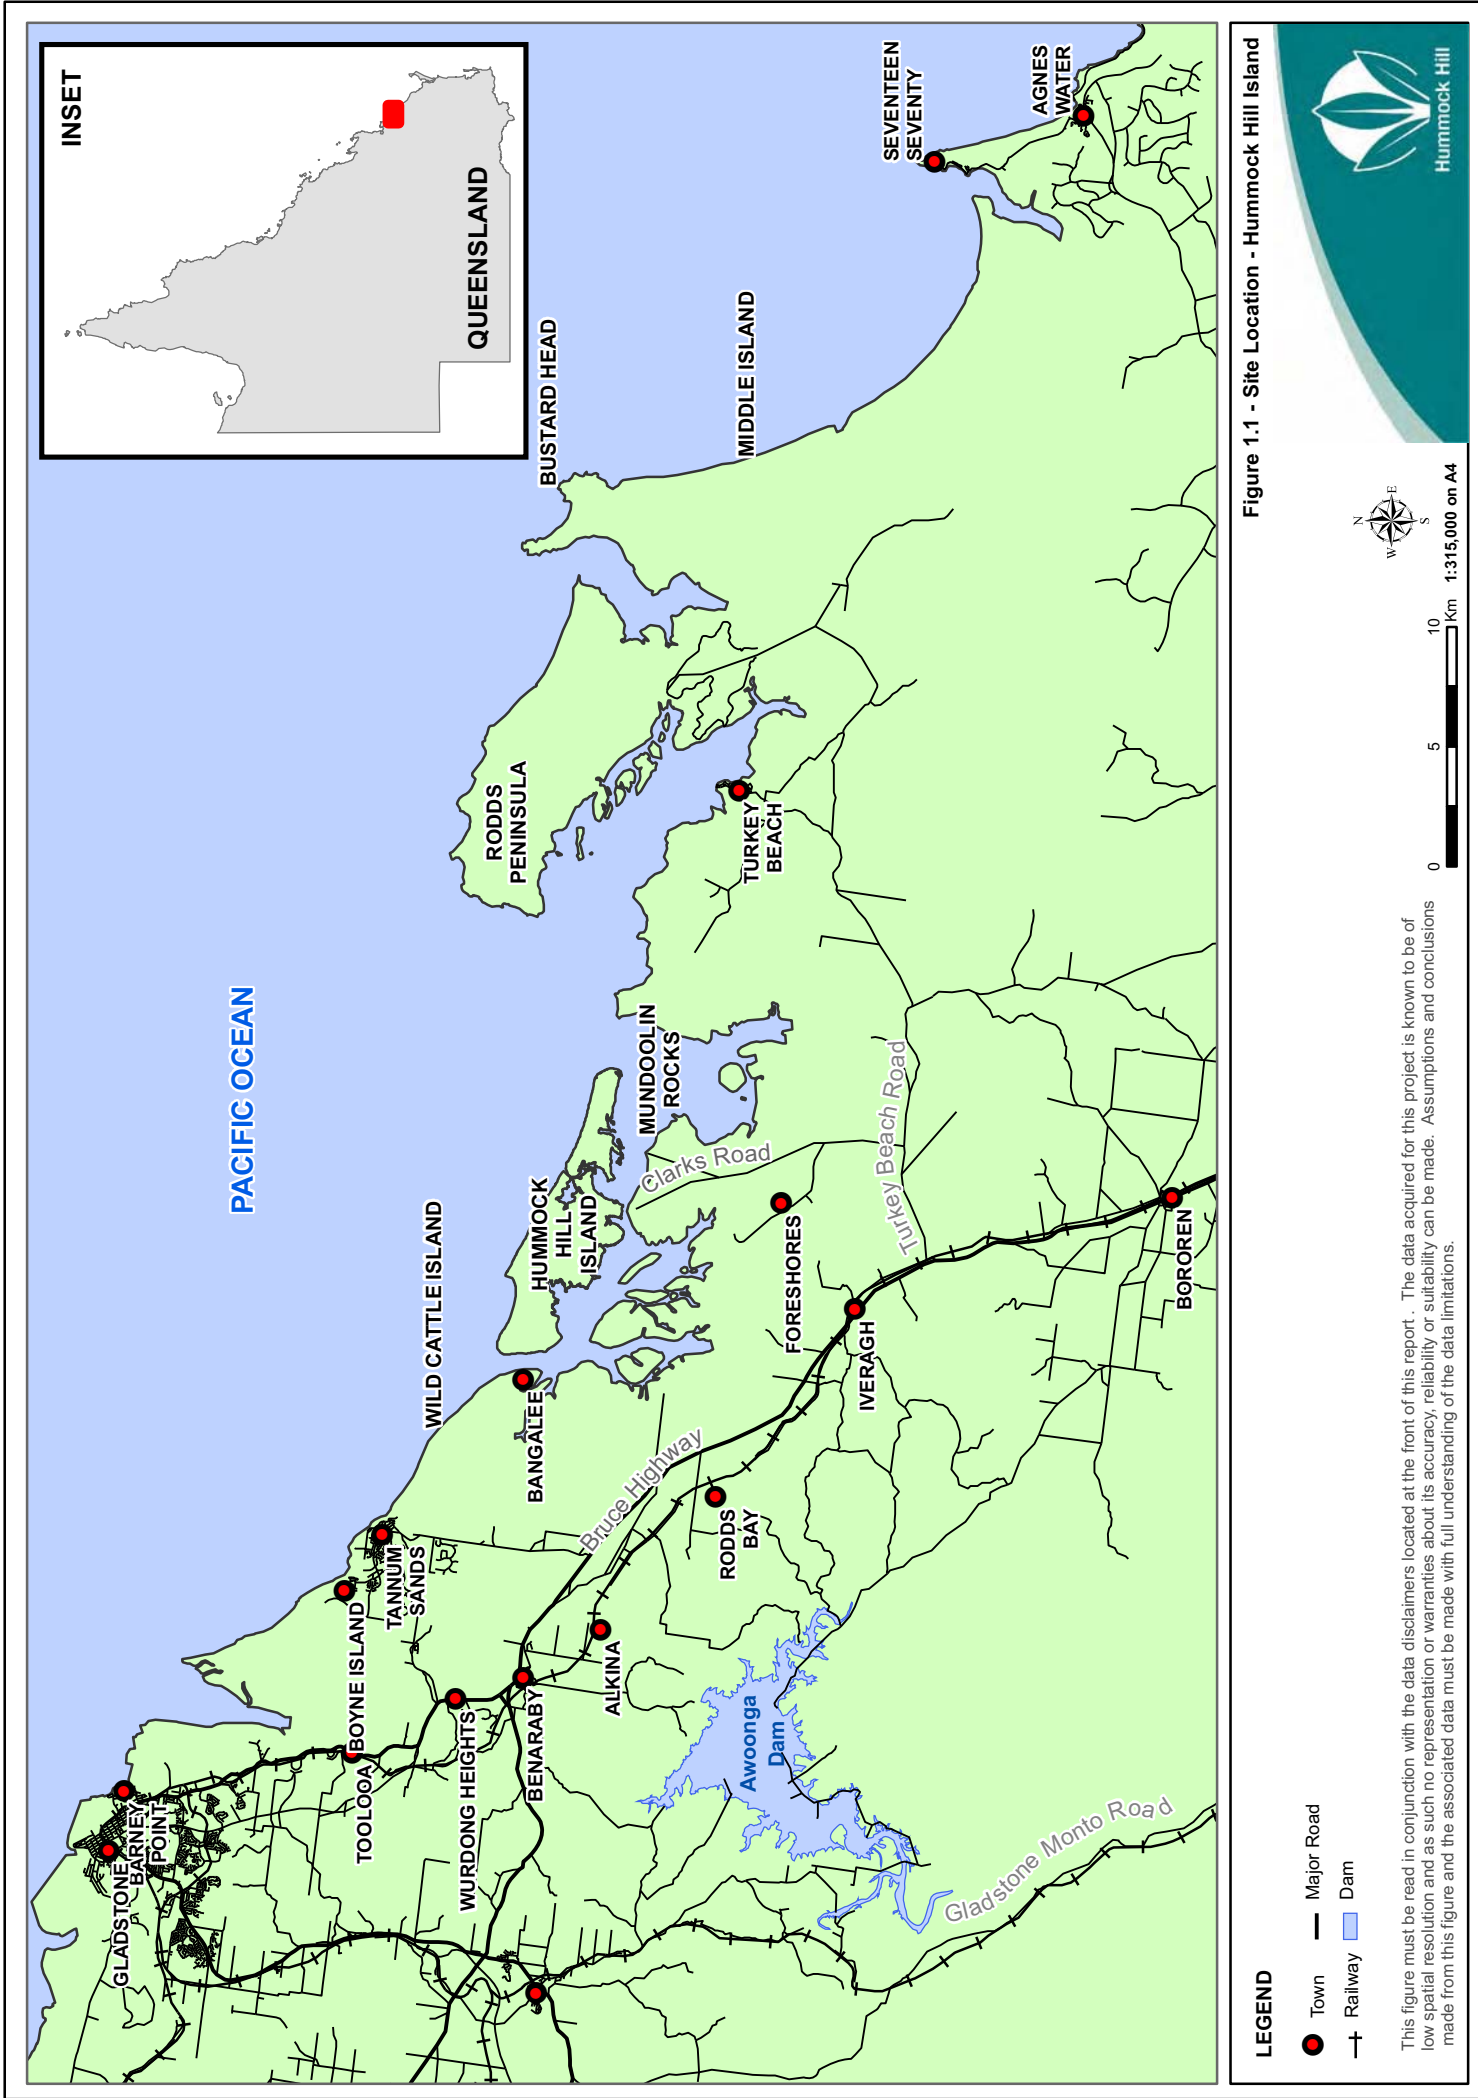 INSET
QUEENSLAND
PACIFIC OCEAN
SEVENTEEN
SEVENTY
AGNES
WATER
BUSTARD HEAD
MIDDLE ISLAND
RODDS
PENINSULA
TURKEY
BEACH
MUNDOOLIN
ROCKS
HUMMOCK
HILL
ISLAND
WILD CATTLE ISLAND
Clarks Road
Turkey Beach Road
FORESHORES
IVERAGH
BOROREN
BANGALEE
Bruce Highway
RODDS
BAY
TANNUM
SANDS
BOYNE ISLAND
ALKINA
BENARABY
WURDONG HEIGHTS
TOOLOOA
GLADSTONE
BARNEY
POINT
Awoonga
Dam
Gladstone Monto Road
Figure 1.1 - Site Location - Hummock Hill Island
Hummock Hill
N
W E
S
0 5 10
Km 1:315,000 on A4
LEGEND
Town Major Road
Railway Dam
This figure must be read in conjunction with the data disclaimers located at the front of this report . The data acquired for this project is known to be of
low spatial resolution and as such no representation or warranties about its accuracy, reliability or suitability can be made. Assumptions and conclusions
made from this figure and the associated data must be made with full understanding of the data limitations.